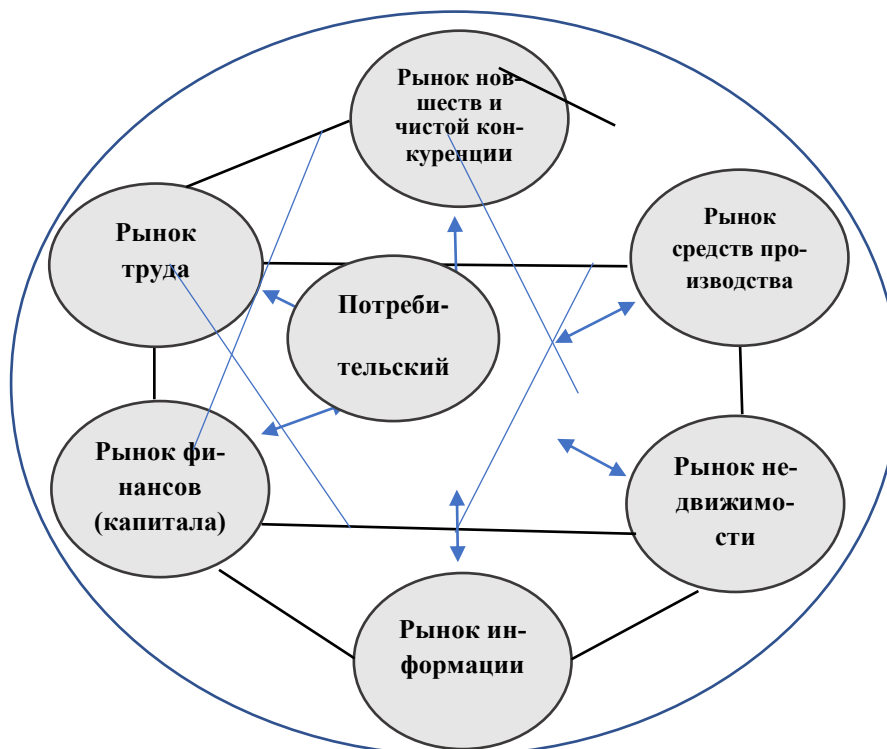 Рынок нов-
шеств и
чистой кон-
куренции
Рынок
труда
Рынок
средств про-
изводства
Потреби-
тельский
Рынок фи-
нансов
(капитала)
Рынок не-
движимо-
сти
Рынок ин-
формации